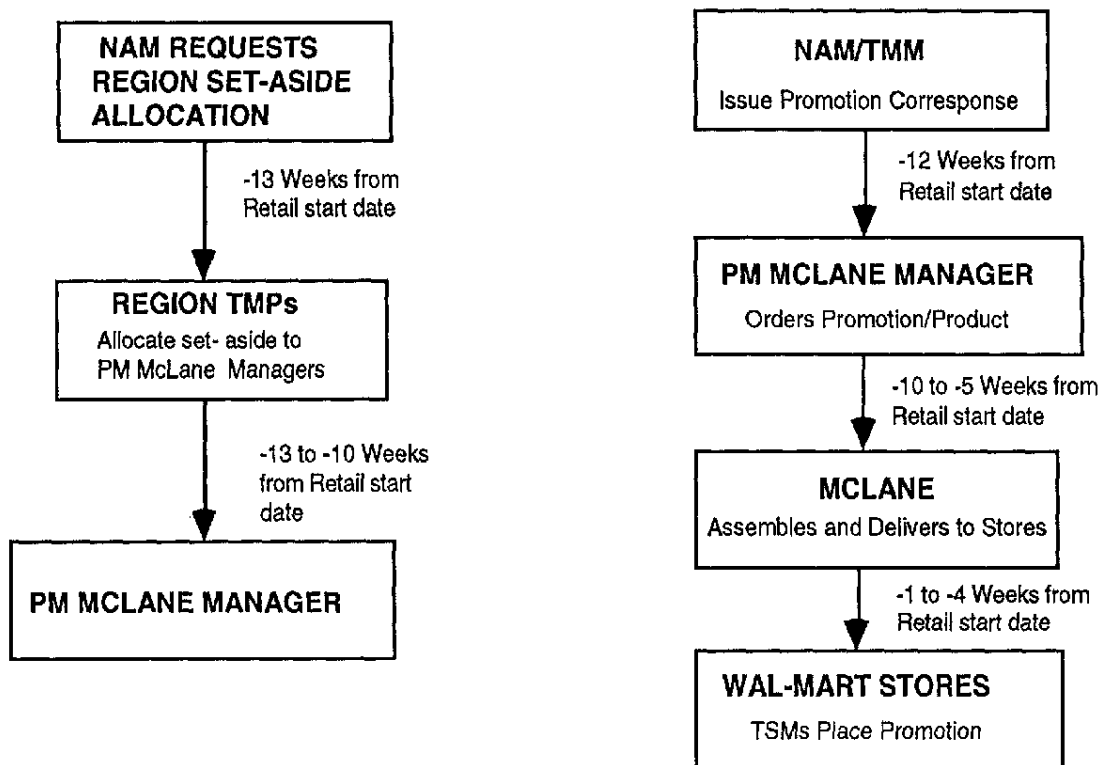 NAM REQUESTS
REGION SET-ASIDE
ALLOCATION
-13 Weeks from
Retail start date
REGION TMPs
Allocate set- aside to
PM McLane Managers
-13 to -10 Weeks
from Retail start
date
PM MCLANE MANAGER
NAM/TMM
Issue Promotion Corresponse
-12 Weeks from
Retail start date
PM MCLANE MANAGER
Orders Promotion/Product
-10 to -5 Weeks from
Retail start date
MCLANE
Assembles and Delivers to Stores
-1 to -4 Weeks from
Retail start date
WAL-MART STORES
TSMs Place Promotion